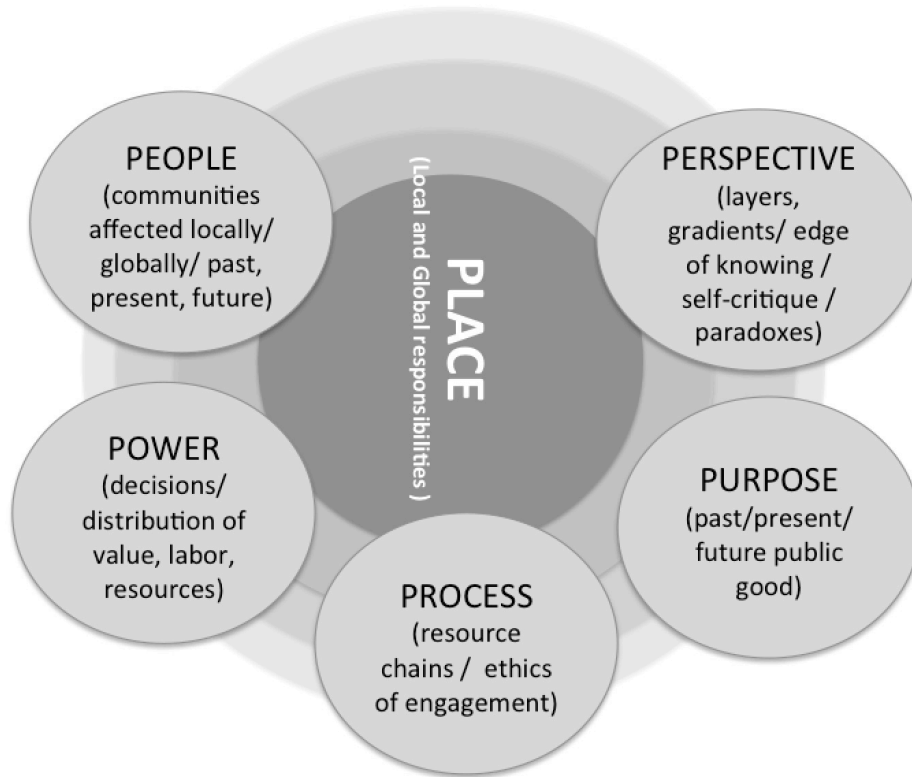 PEOPLE
(communities
affected locally/
globally/ past,
present, future)
PERSPECTIVE
(layers,
gradients/ edge
of knowing /
self-critique /
paradoxes)
PLACE
(Local and Global responsibilities )
POWER
(decisions/
distribution of
value, labor,
resources)
PURPOSE
(past/present/
future public
good)
PROCESS
(resource
chains /  ethics
of engagement)